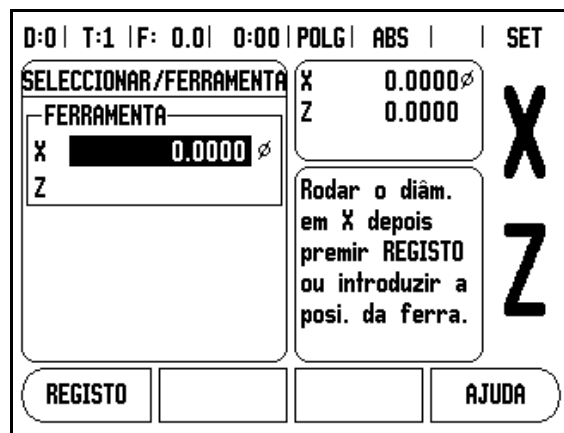 D:0 | T:1 | F: 0.0 | 0:00 | POLG | ABS | | SET
SELECCIONAR/FERRAMENTA
FERRAMENTA
X 0.0000 ø
Z
X 0.0000 ø
Z 0.0000
Rodar o diâm.
em X depois
premir REGISTO
ou introduzir a
posi. da ferra.
X
Z
REGISTO
AJUDA